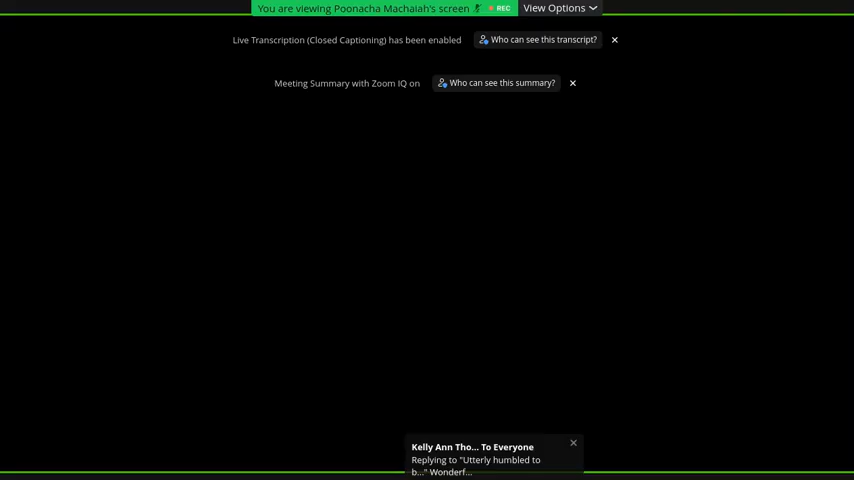 You are viewing Poonacha Machaiah's screen REC View Options
Live Transcription (Closed Captioning) has been enabled Who can see this transcript?
Meeting Summary with Zoom IQ on Who can see this summary?
Kelly Ann Tho... To Everyone
Replying to "Utterly humbled to
b..." Wonderf...